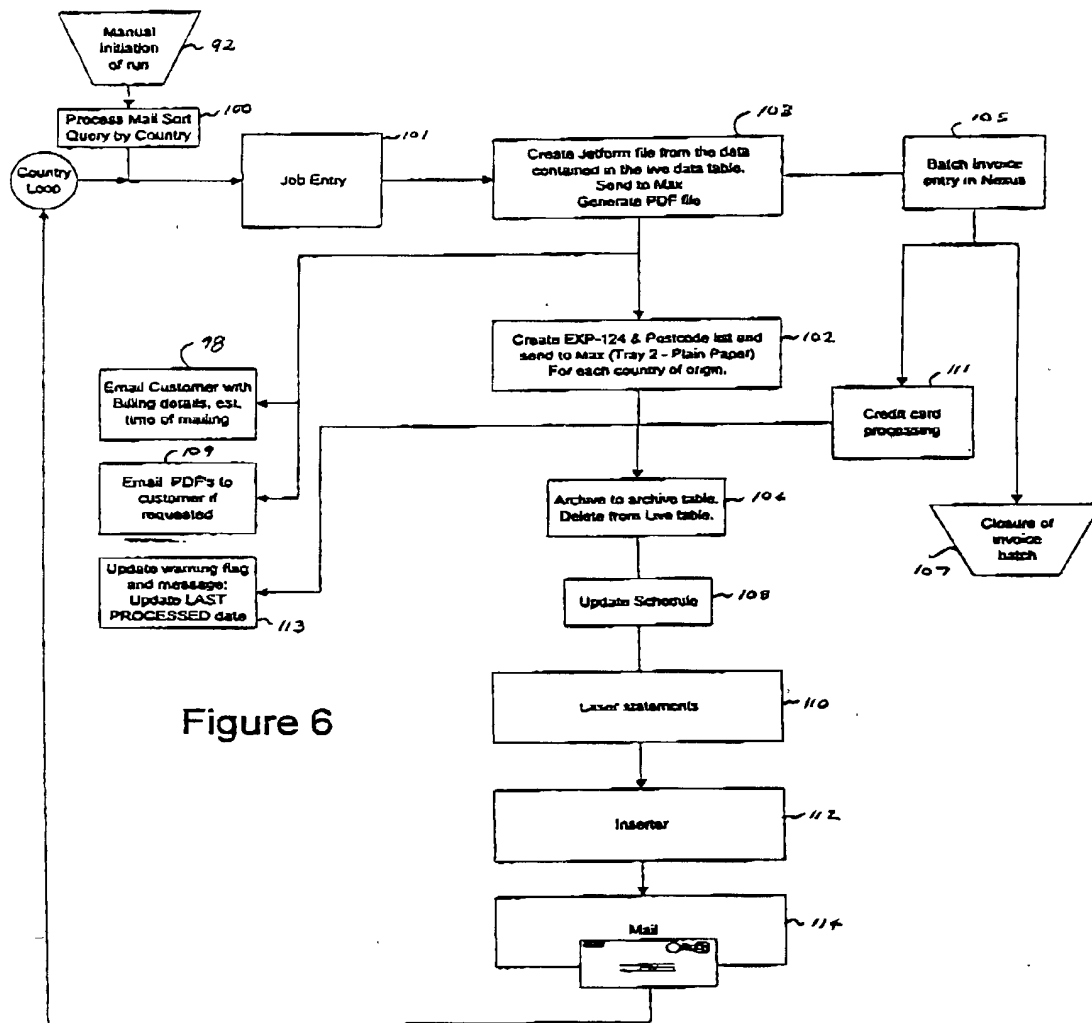 Manual
Initiation
of run
92
Process Mail Sort
Query by Country
100
Country
Loop
Job Entry
101
Create Jetform file from the data
contained in the live data table.
Send to Max
Generate PDF file
103
Batch Invoice
entry in Nexus
105
Create EXP-124 & Postcode list and
send to Max (Tray 2 - Plain Paper)
For each country of origin.
102
98
Email Customer with
Billing details, est.
time of mailing
109
Email PDF's to
customer if
requested
Update warning flag
and message:
Update LAST
PROCESSED date
113
111
Credit card
processing
Archive to archive table.
Delete from Live table.
Closure of
invoice
batch
107
Update Schedule
108
Laser statements
110
Figure 6
Inserter
112
Mail
114